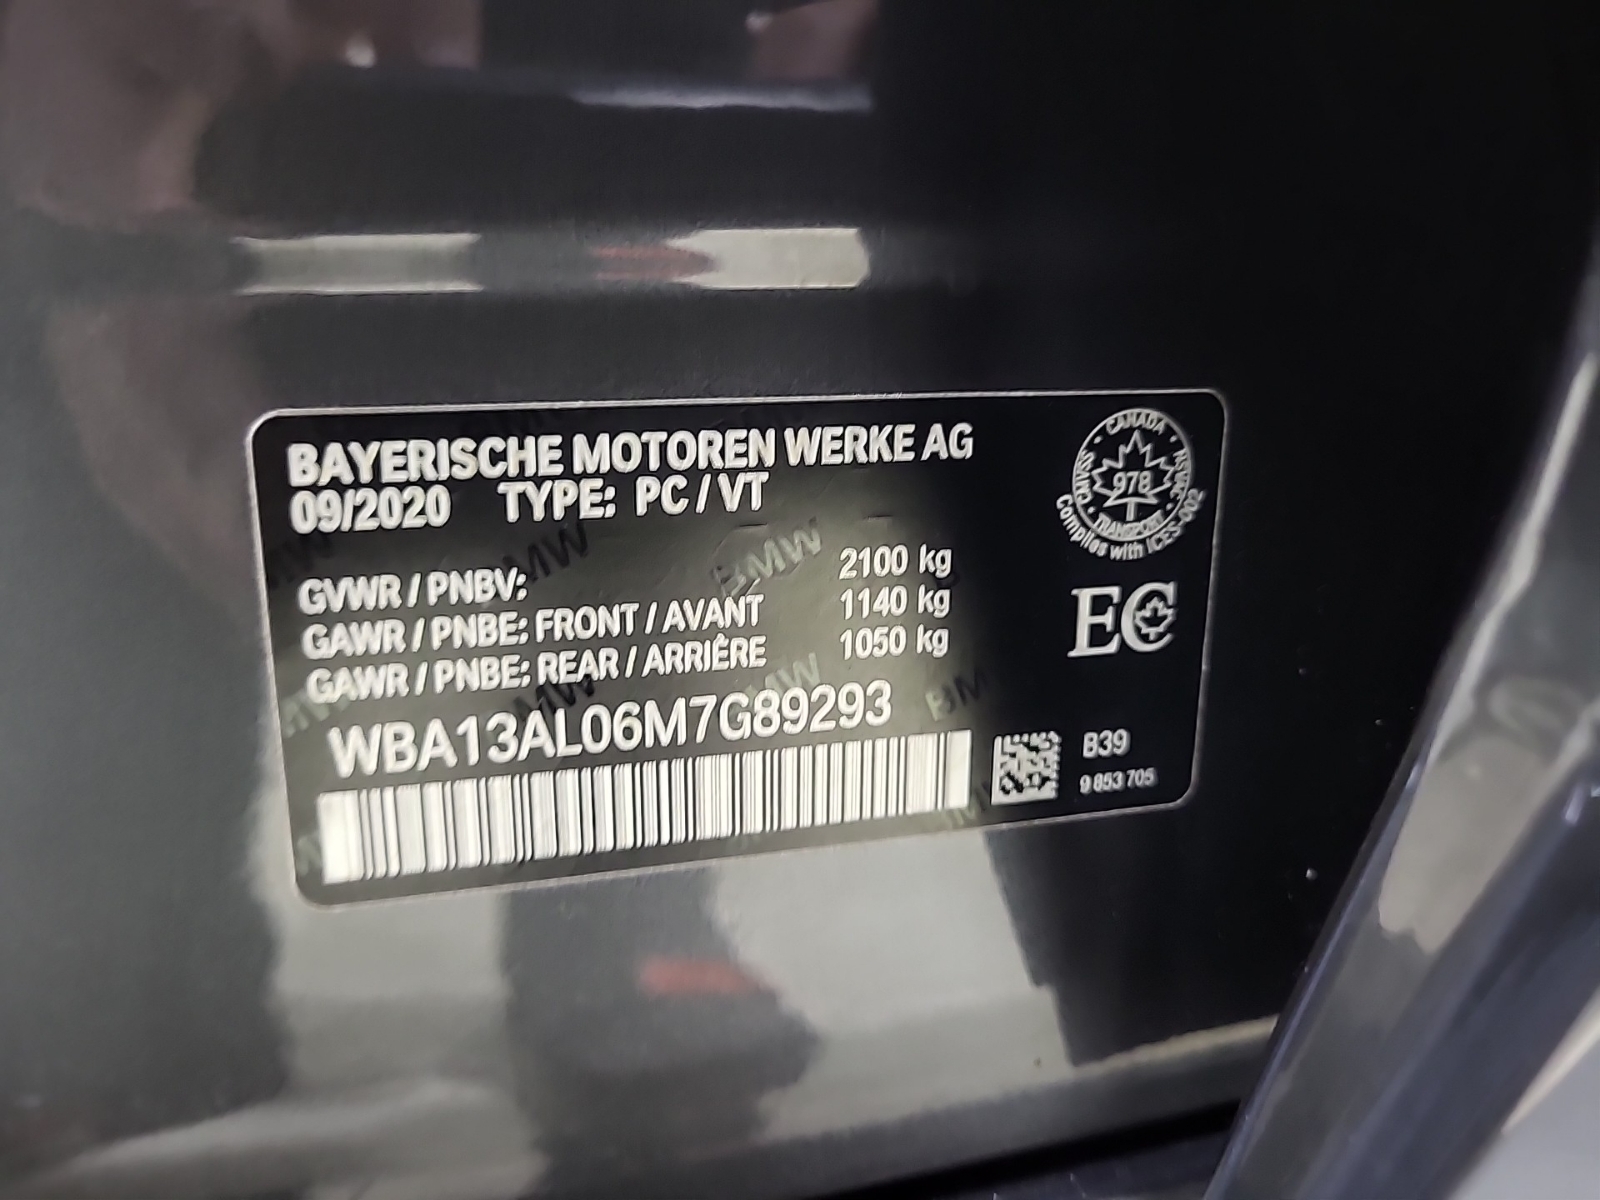 BAYERISCHE MOTOREN WERKE AG
09/2020 TYPE: PC / VT
GVWR / PNBV: 2100 kg
GAWR / PNBE: FRONT / AVANT 1140 kg
GAWR / PNBE: REAR / ARRIÈRE 1050 kg
WBA13AL06M7G89293
CANADA
978
TRANSPORT
Complies with ICES-002
EC
B39
9 853 705
BMW